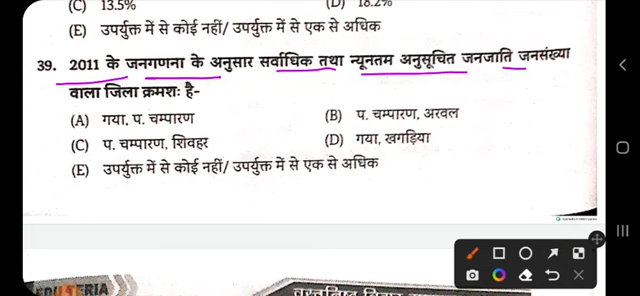 (C) 13.5% (D) 18.2%
(E) उपर्युक्त में से कोई नहीं/ उपर्युक्त में से एक से अधिक
39. 2011 के जनगणना के अनुसार सर्वाधिक तथा न्यूनतम अनुसूचित जनजाति जनसंख्या
वाला जिला क्रमशः है-
(A) गया, प. चम्पारण (B) प. चम्पारण, अरवल
(C) प. चम्पारण, शिवहर (D) गया, खगड़िया
(E) उपर्युक्त में से कोई नहीं/ उपर्युक्त में से एक से अधिक
EDUTERIA